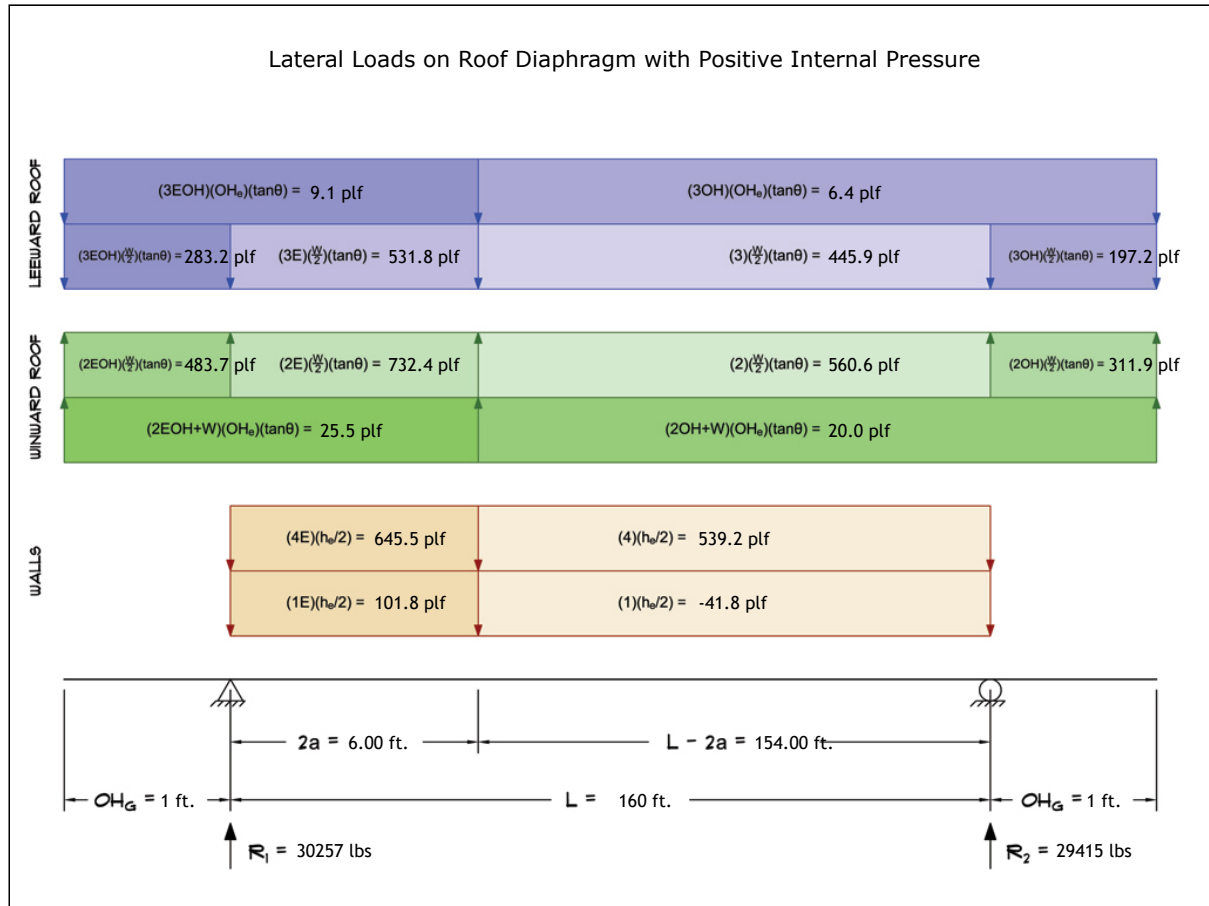 Lateral Loads on Roof Diaphragm with Positive Internal Pressure
LEEWARD ROOF
(3EOH)(OHₑ)(tanθ) = 9.1 plf
(3OH)(OHₑ)(tanθ) = 6.4 plf
(3EOH)(W/2)(tanθ) = 283.2 plf
(3E)(W/2)(tanθ) = 531.8 plf
(3)(W/2)(tanθ) = 445.9 plf
(3OH)(W/2)(tanθ) = 197.2 plf
WINWARD ROOF
(2EOH)(W/2)(tanθ) = 483.7 plf
(2E)(W/2)(tanθ) = 732.4 plf
(2)(W/2)(tanθ) = 560.6 plf
(2OH)(W/2)(tanθ) = 311.9 plf
(2EOH+W)(OHₑ)(tanθ) = 25.5 plf
(2OH+W)(OHₑ)(tanθ) = 20.0 plf
WALLS
(4E)(hₑ/2) = 645.5 plf
(4)(hₑ/2) = 539.2 plf
(1E)(hₑ/2) = 101.8 plf
(1)(hₑ/2) = -41.8 plf
2a = 6.00 ft.
L - 2a = 154.00 ft.
OH_G = 1 ft.
L = 160 ft.
OH_G = 1 ft.
R₁ = 30257 lbs
R₂ = 29415 lbs